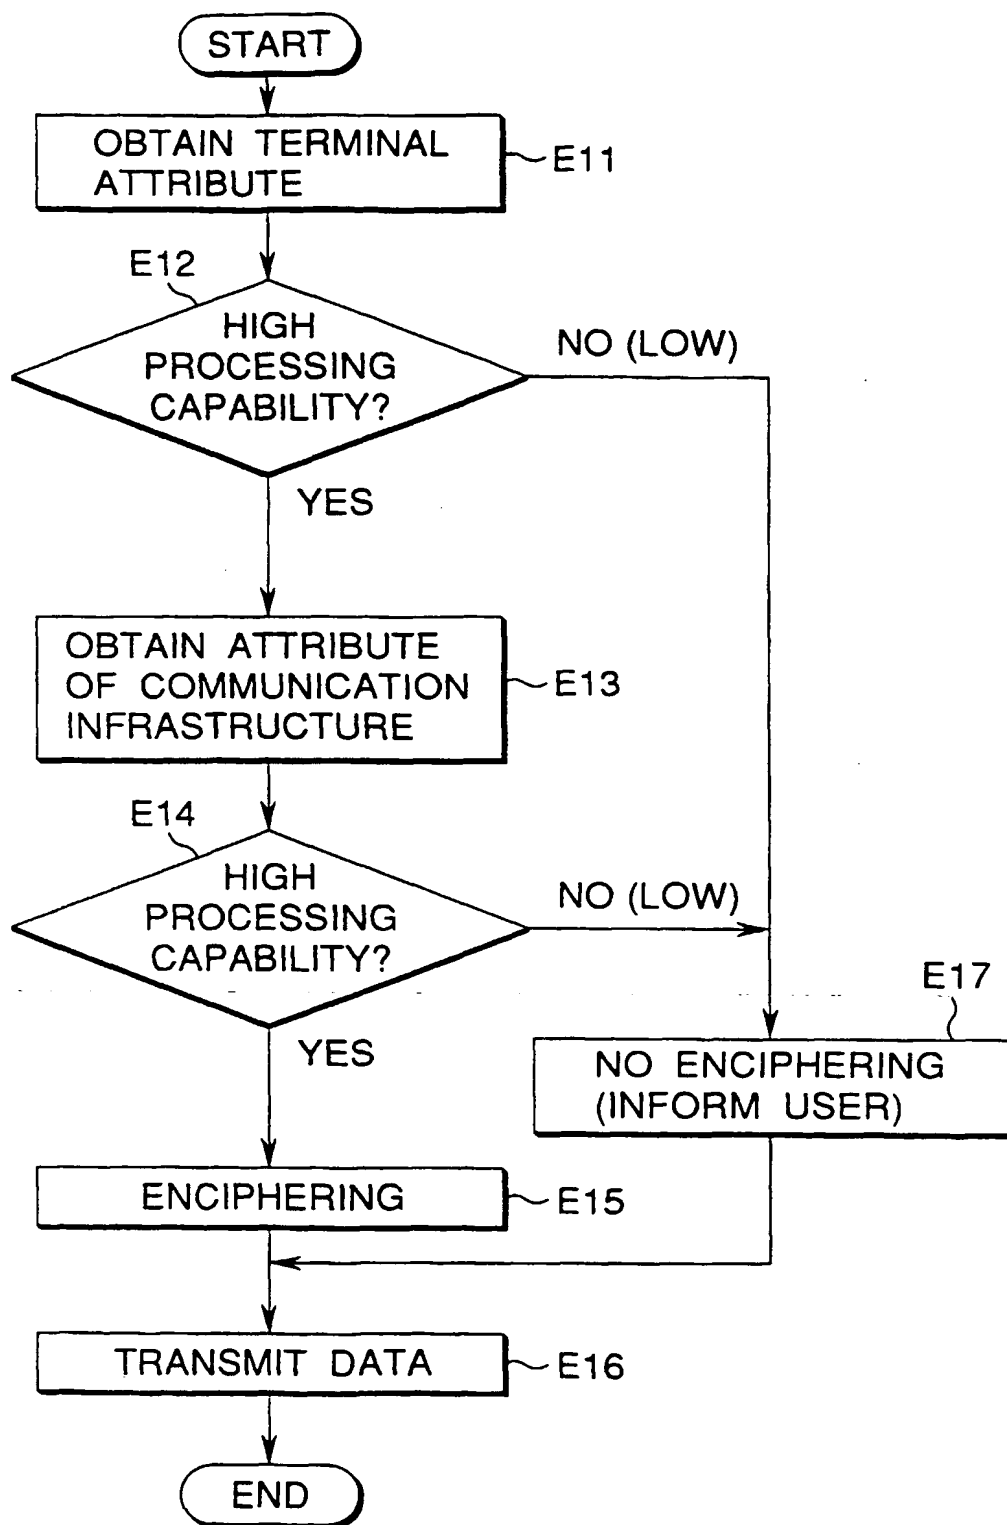 START
OBTAIN TERMINAL
ATTRIBUTE
E11
E12
HIGH
PROCESSING
CAPABILITY?
NO (LOW)
YES
OBTAIN ATTRIBUTE
OF COMMUNICATION
INFRASTRUCTURE
E13
E14
HIGH
PROCESSING
CAPABILITY?
NO (LOW)
YES
E17
NO ENCIPHERING
(INFORM USER)
ENCIPHERING
E15
TRANSMIT DATA
E16
END